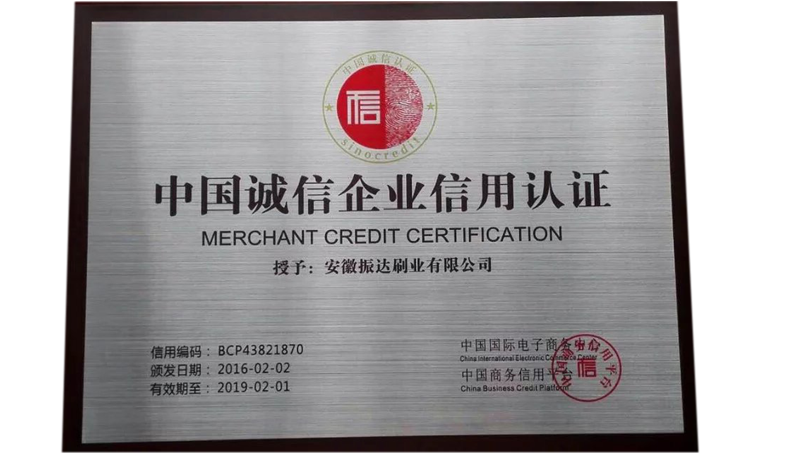 中国诚信认证
信
sinocredit
中国诚信企业信用认证
MERCHANT CREDIT CERTIFICATION
授予：安徽振达刷业有限公司
信用编码：BCP43821870
颁发日期：2016-02-02
有效期至：2019-02-01
中国国际电子商务中心
China International Electronic Commerce Center
中国商务信用平台
China Business Credit Platform
信